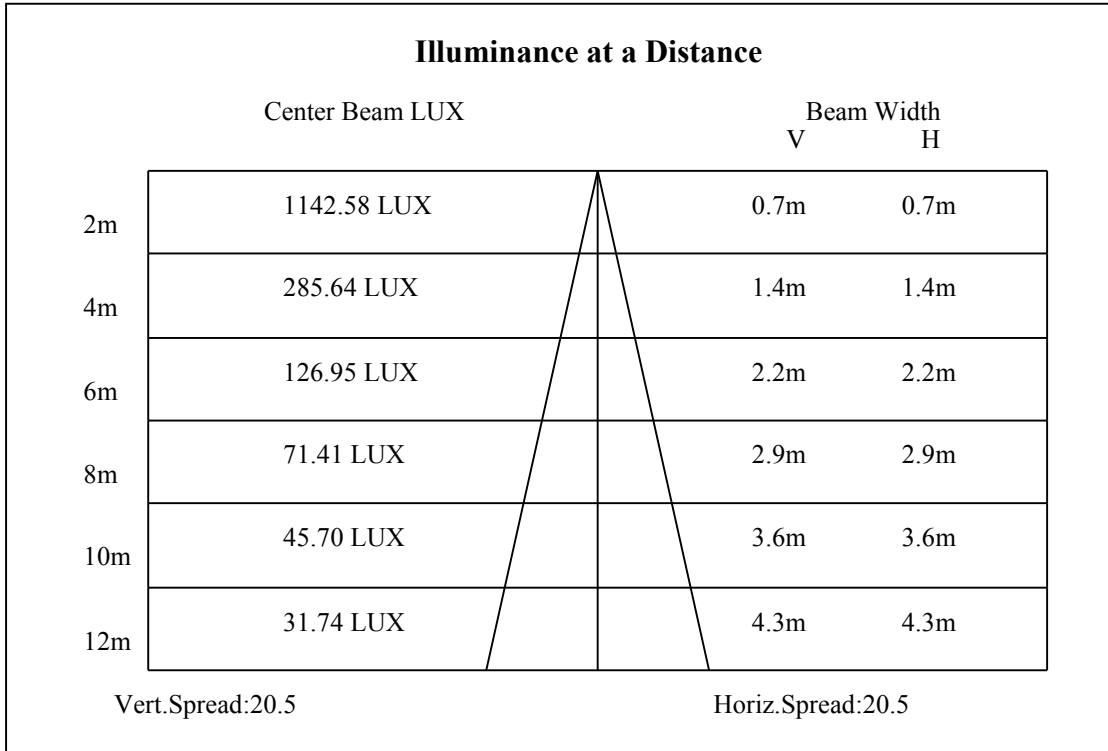 Illuminance at a Distance
Center Beam LUX Beam Width
V H
2m 1142.58 LUX 0.7m 0.7m
4m 285.64 LUX 1.4m 1.4m
6m 126.95 LUX 2.2m 2.2m
8m 71.41 LUX 2.9m 2.9m
10m 45.70 LUX 3.6m 3.6m
12m 31.74 LUX 4.3m 4.3m
Vert.Spread:20.5 Horiz.Spread:20.5